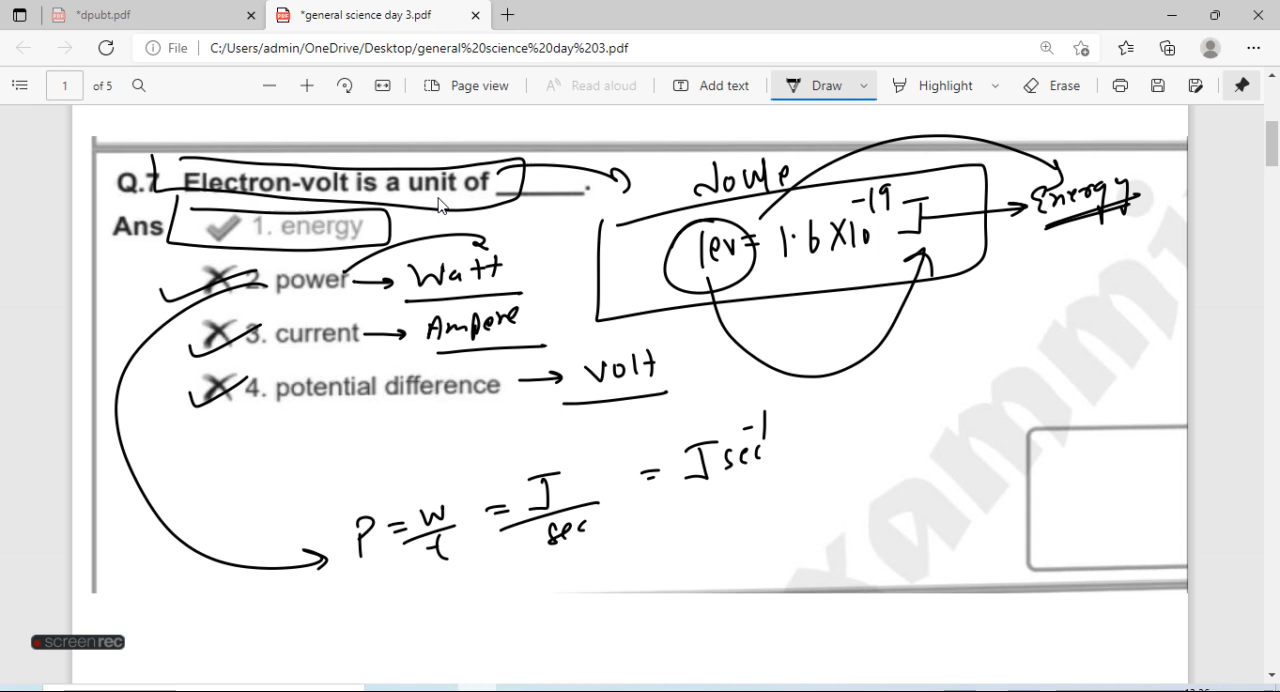 *dpubt.pdf
*general science day 3.pdf
File C:/Users/admin/OneDrive/Desktop/general%20science%20day%203.pdf
1 of 5 Page view Read aloud Add text Draw Highlight Erase
Q.7 Electron-volt is a unit of ______.
Joule
Ans 1. energy
1ev = 1.6 X 10^-19 J
Energy
2. power → Watt
3. current → Ampere
4. potential difference → volt
P = W/t = J/sec = J sec^-1
xammi
screenrec